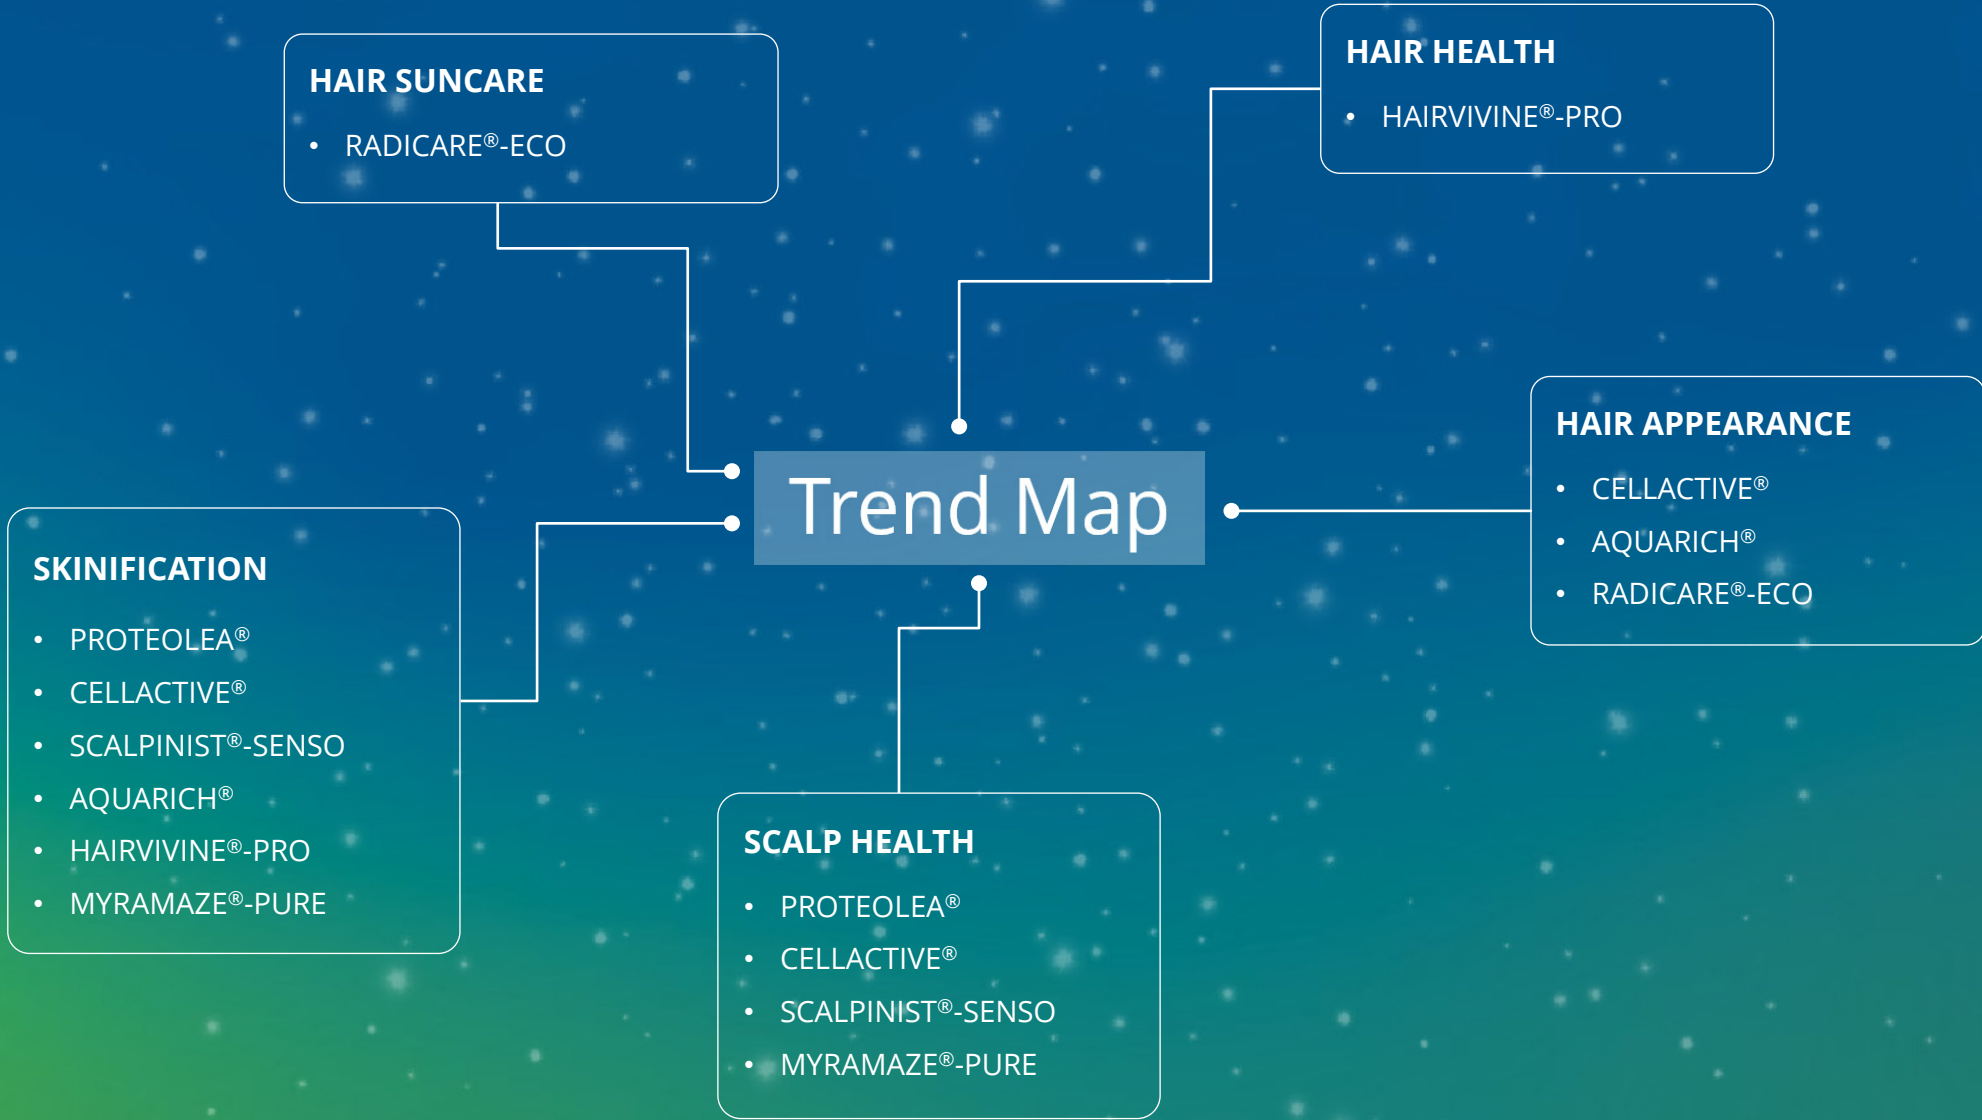 HAIR SUNCARE
• RADICARE®-ECO
HAIR HEALTH
• HAIRVIVINE®-PRO
Trend Map
HAIR APPEARANCE
• CELLACTIVE®
• AQUARICH®
• RADICARE®-ECO
SKINIFICATION
• PROTEOLEA®
• CELLACTIVE®
• SCALPINIST®-SENSO
• AQUARICH®
• HAIRVIVINE®-PRO
• MYRAMAZE®-PURE
SCALP HEALTH
• PROTEOLEA®
• CELLACTIVE®
• SCALPINIST®-SENSO
• MYRAMAZE®-PURE